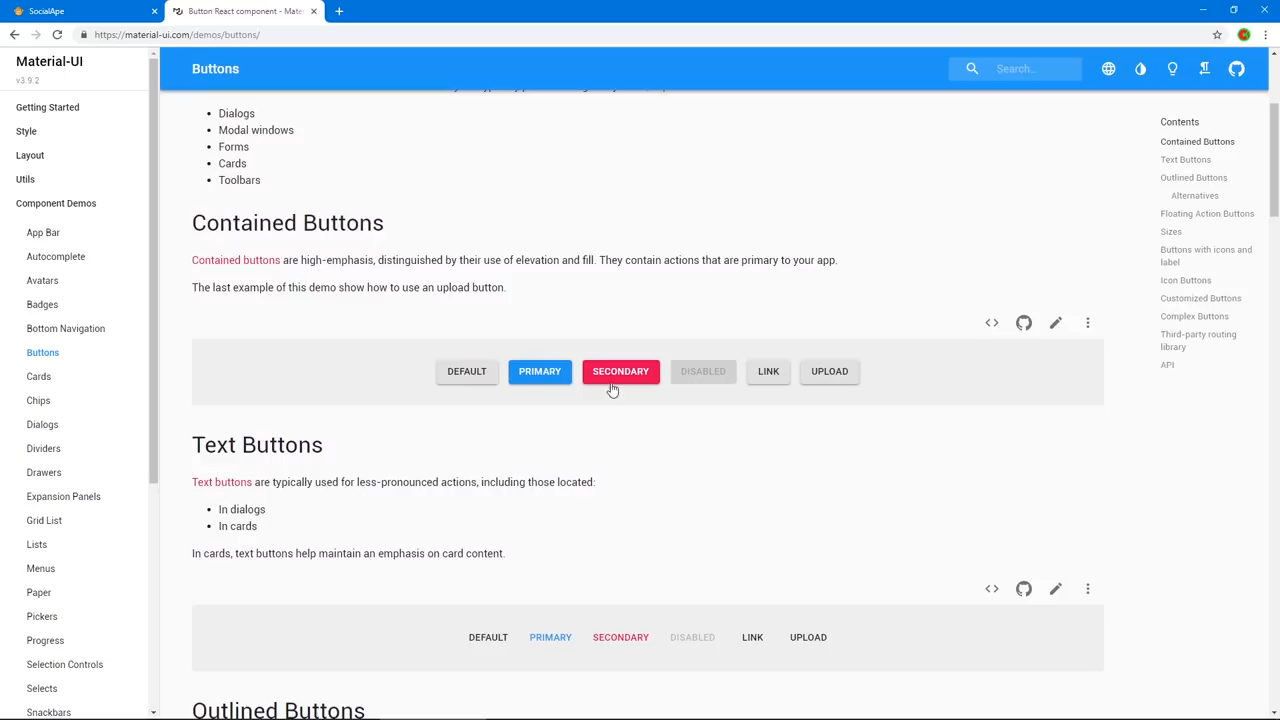 SocialApe
Button React component - Mate
https://material-ui.com/demos/buttons/
Material-UI
v3.9.2
Getting Started
Style
Layout
Utils
Component Demos
App Bar
Autocomplete
Avatars
Badges
Bottom Navigation
Buttons
Cards
Chips
Dialogs
Dividers
Drawers
Expansion Panels
Grid List
Lists
Menus
Paper
Pickers
Progress
Selection Controls
Selects
Snackbars
Buttons
Search...
Dialogs
Modal windows
Forms
Cards
Toolbars
Contained Buttons
Contained buttons are high-emphasis, distinguished by their use of elevation and fill. They contain actions that are primary to your app.
The last example of this demo show how to use an upload button.
DEFAULT PRIMARY SECONDARY DISABLED LINK UPLOAD
Text Buttons
Text buttons are typically used for less-pronounced actions, including those located:
In dialogs
In cards
In cards, text buttons help maintain an emphasis on card content.
DEFAULT PRIMARY SECONDARY DISABLED LINK UPLOAD
Outlined Buttons
Contents
Contained Buttons
Text Buttons
Outlined Buttons
Alternatives
Floating Action Buttons
Sizes
Buttons with icons and
label
Icon Buttons
Customized Buttons
Complex Buttons
Third-party routing
library
API